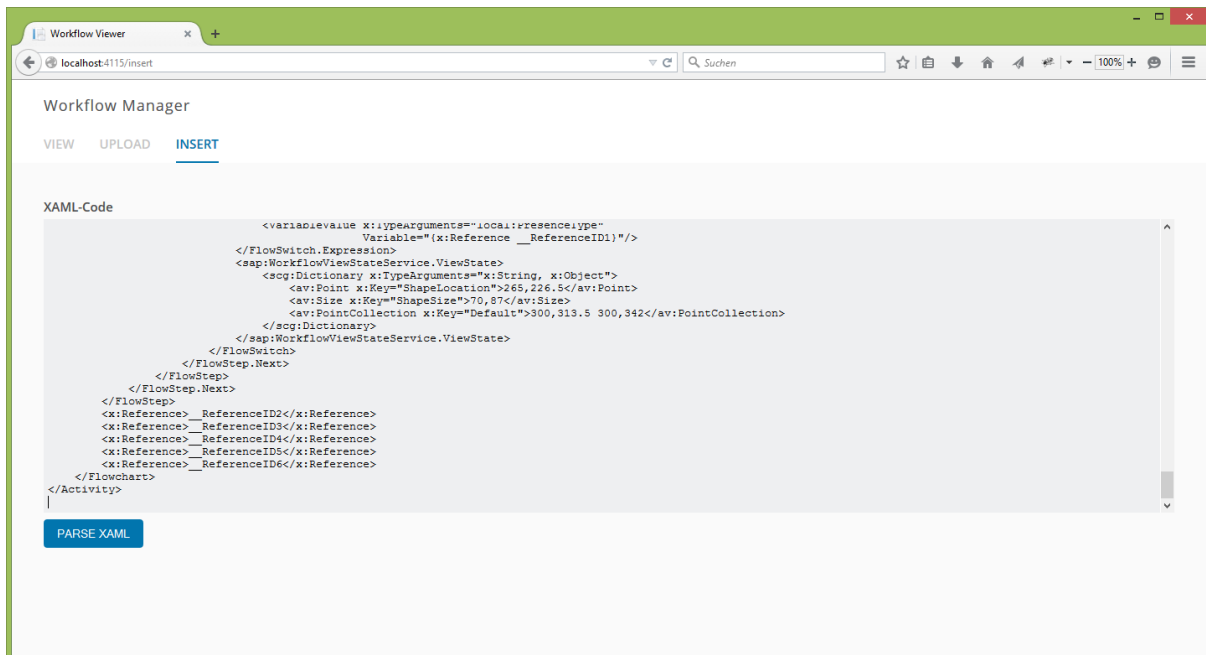 Workflow Viewer
localhost:4115/insert
Suchen
100%
Workflow Manager
VIEW UPLOAD INSERT
XAML-Code
<VariableValue x:TypeArguments="local:PresenceType"
Variable="{x:Reference __ReferenceID1}"/>
</FlowSwitch.Expression>
<sap:WorkflowViewStateService.ViewState>
<scg:Dictionary x:TypeArguments="x:String, x:Object">
<av:Point x:Key="ShapeLocation">265,226.5</av:Point>
<av:Size x:Key="ShapeSize">70,87</av:Size>
<av:PointCollection x:Key="Default">300,313.5 300,342</av:PointCollection>
</scg:Dictionary>
</sap:WorkflowViewStateService.ViewState>
</FlowSwitch>
</FlowStep.Next>
</FlowStep>
</FlowStep.Next>
</FlowStep>
<x:Reference>__ReferenceID2</x:Reference>
<x:Reference>__ReferenceID3</x:Reference>
<x:Reference>__ReferenceID4</x:Reference>
<x:Reference>__ReferenceID5</x:Reference>
<x:Reference>__ReferenceID6</x:Reference>
</Flowchart>
</Activity>
PARSE XAML